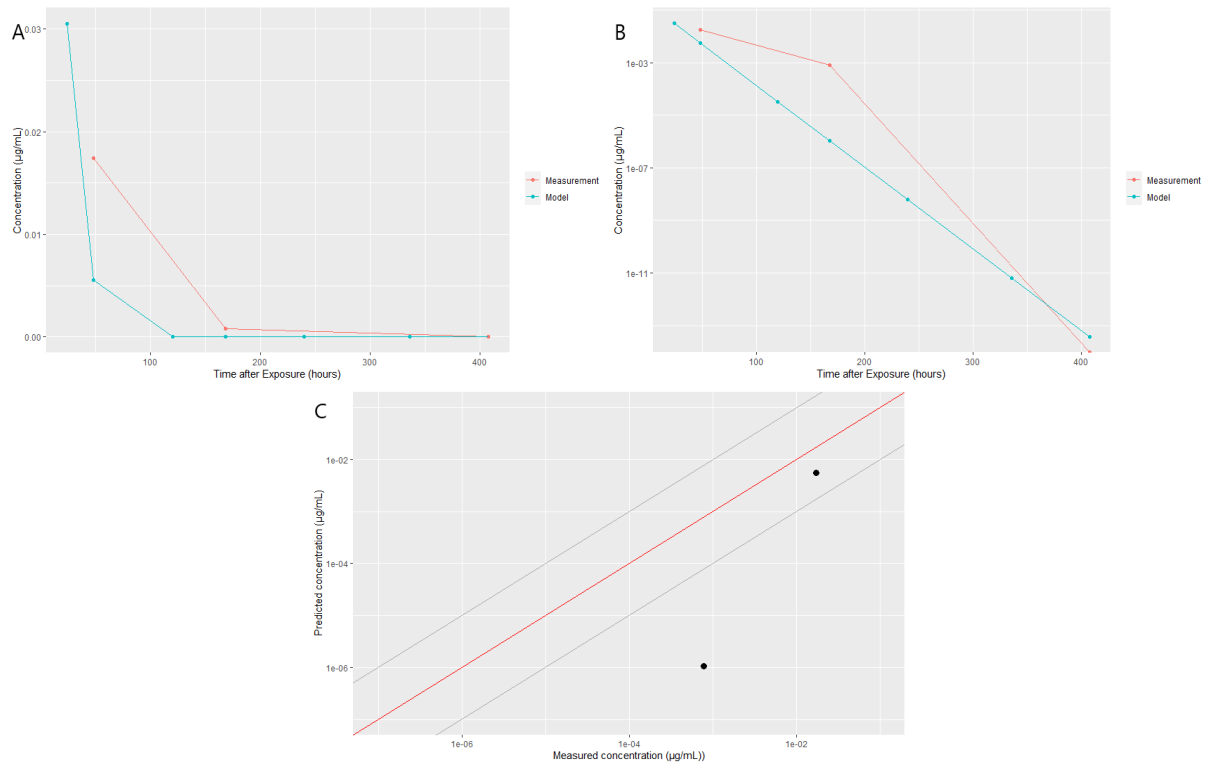 A
Concentration (µg/mL)
0.03
0.02
0.01
0.00
100
200
300
400
Time after Exposure (hours)
Measurement
Model
B
Concentration (µg/mL)
1e-03
1e-07
1e-11
100
200
300
400
Time after Exposure (hours)
Measurement
Model
C
Predicted concentration (µg/mL)
1e-02
1e-04
1e-06
1e-06
1e-04
1e-02
Measured concentration (µg/mL))